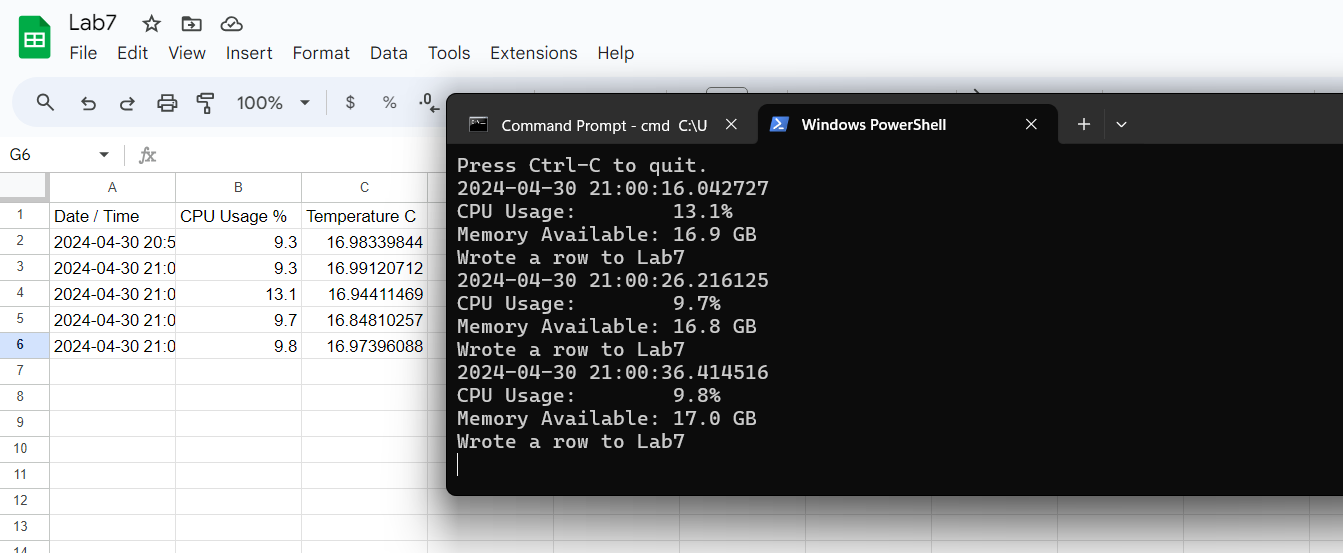 Lab7
File Edit View Insert Format Data Tools Extensions Help
100% $ % .0
G6 fx
A B C
1 Date / Time CPU Usage % Temperature C
2 2024-04-30 20:5 9.3 16.98339844
3 2024-04-30 21:0 9.3 16.99120712
4 2024-04-30 21:0 13.1 16.94411469
5 2024-04-30 21:0 9.7 16.84810257
6 2024-04-30 21:0 9.8 16.97396088
7
8
9
10
11
12
13
14
Command Prompt - cmd C:\U Windows PowerShell
Press Ctrl-C to quit.
2024-04-30 21:00:16.042727
CPU Usage: 13.1%
Memory Available: 16.9 GB
Wrote a row to Lab7
2024-04-30 21:00:26.216125
CPU Usage: 9.7%
Memory Available: 16.8 GB
Wrote a row to Lab7
2024-04-30 21:00:36.414516
CPU Usage: 9.8%
Memory Available: 17.0 GB
Wrote a row to Lab7